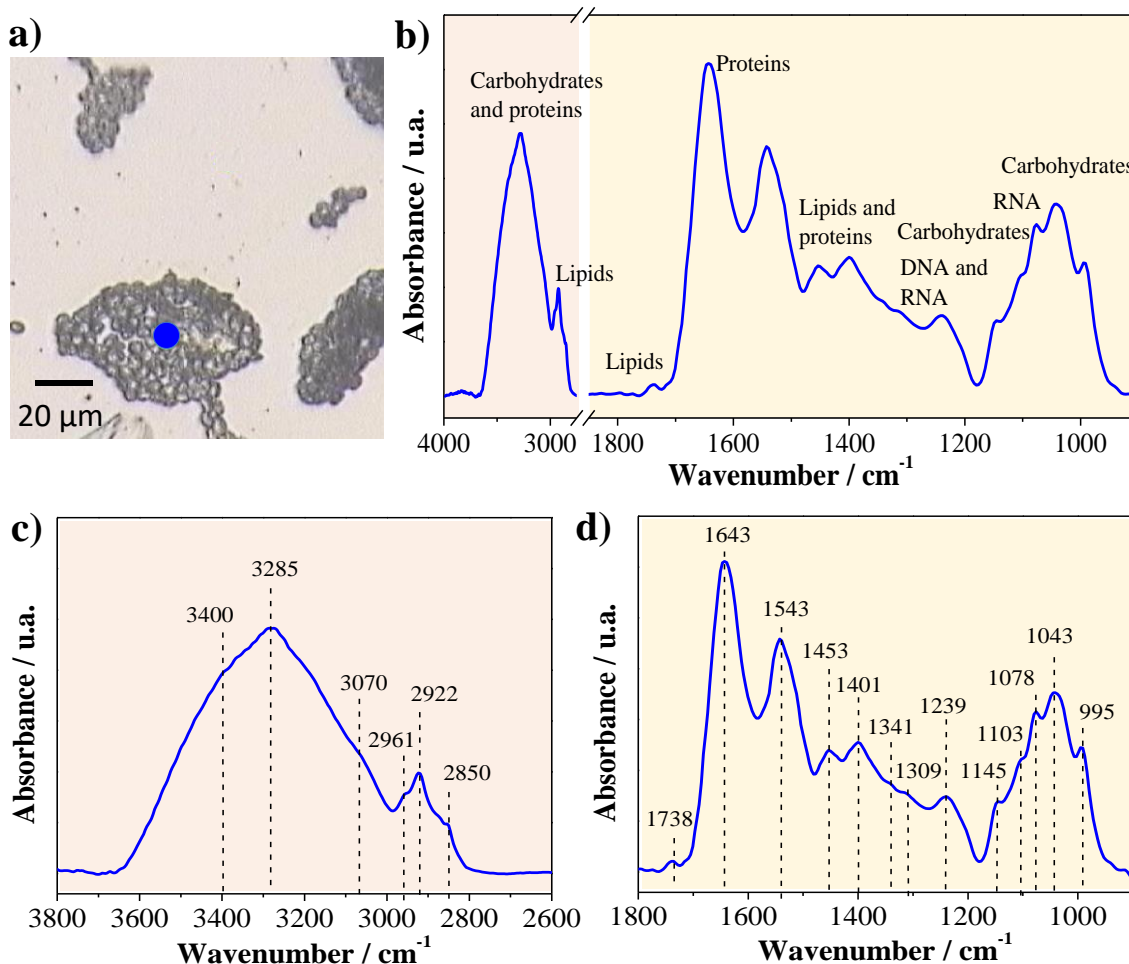 a)
20 μm
b)
Absorbance / u.a.
Carbohydrates
and proteins
Lipids
Lipids
Proteins
Lipids and
proteins
Carbohydrates
DNA and
RNA
RNA
Carbohydrates
4000
3000
1800
1600
1400
1200
1000
Wavenumber / cm-1
c)
Absorbance / u.a.
3400
3285
3070
2961
2922
2850
3800
3600
3400
3200
3000
2800
2600
Wavenumber / cm-1
d)
Absorbance / u.a.
1738
1643
1543
1453
1401
1341
1309
1239
1145
1103
1078
1043
995
1800
1600
1400
1200
1000
Wavenumber / cm-1